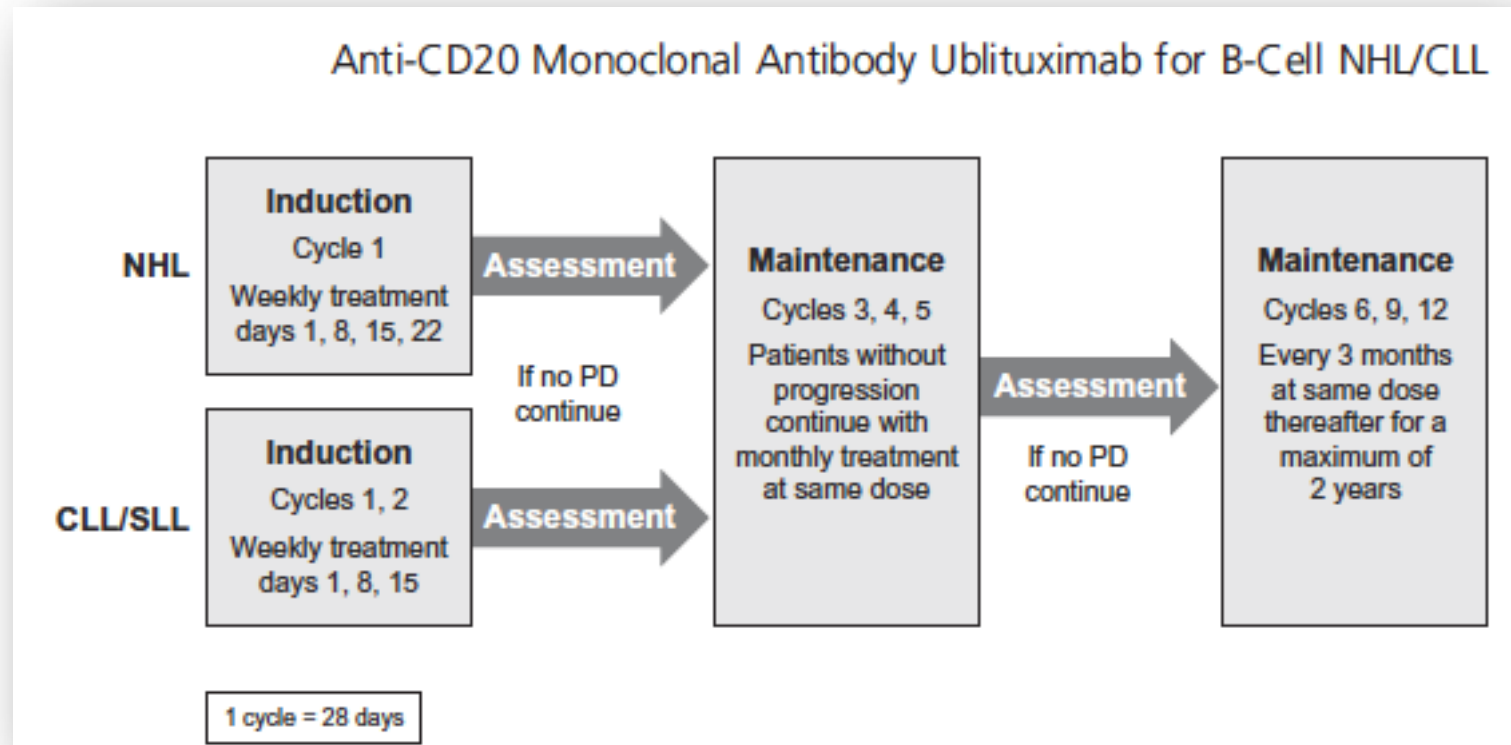 Anti-CD20 Monoclonal Antibody Ublituximab for B-Cell NHL/CLL
NHL
Induction
Cycle 1
Weekly treatment
days 1, 8, 15, 22
Assessment
If no PD
continue
CLL/SLL
Induction
Cycles 1, 2
Weekly treatment
days 1, 8, 15
Assessment
Maintenance
Cycles 3, 4, 5
Patients without
progression
continue with
monthly treatment
at same dose
Assessment
If no PD
continue
Maintenance
Cycles 6, 9, 12
Every 3 months
at same dose
thereafter for a
maximum of
2 years
1 cycle = 28 days